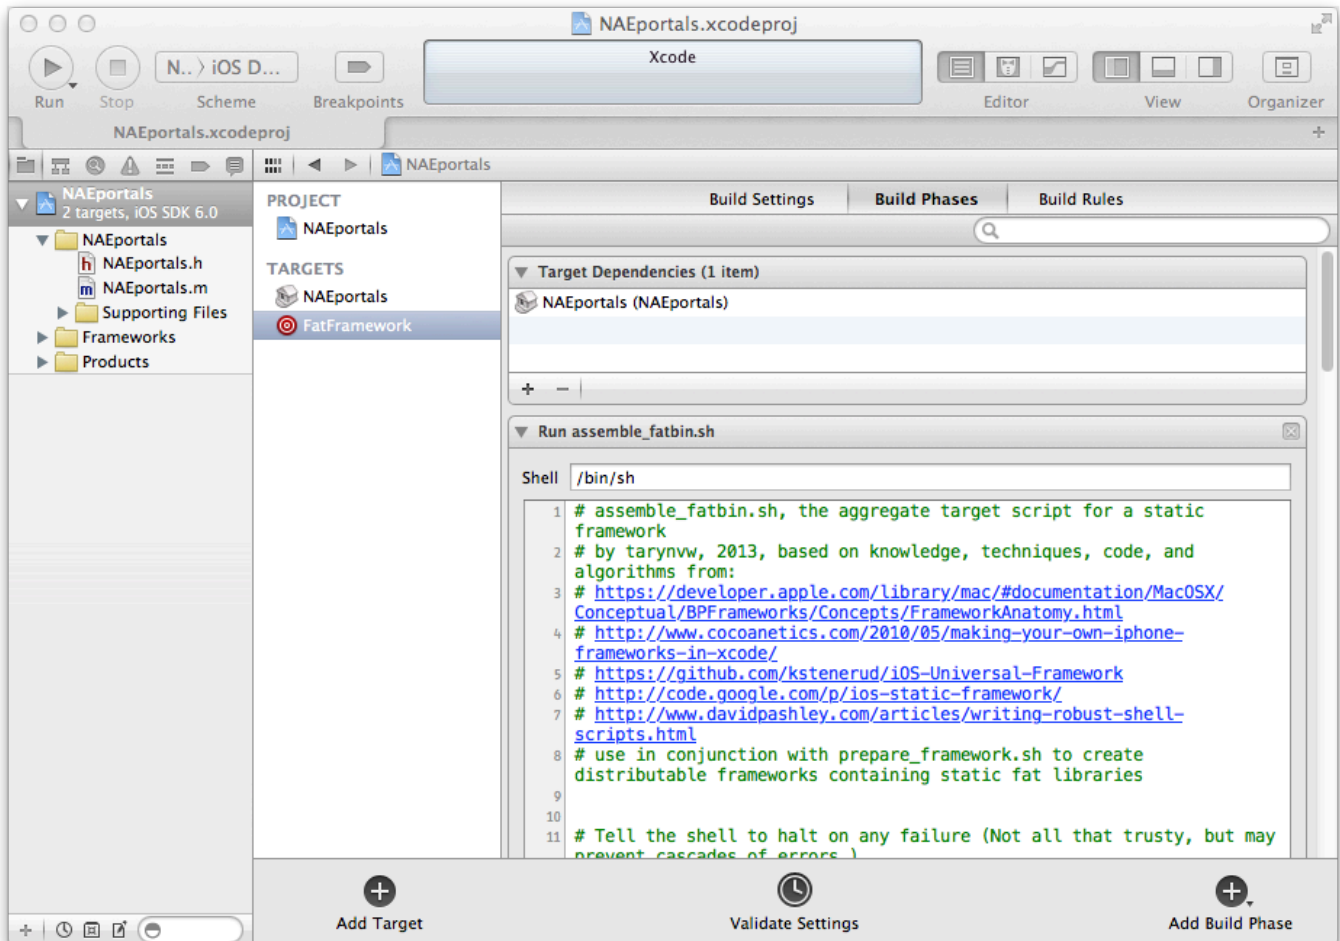 NAEportals.xcodeproj
N.. › iOS D...
Xcode
Run Stop Scheme Breakpoints Editor View Organizer
NAEportals.xcodeproj
NAEportals
NAEportals
2 targets, iOS SDK 6.0
NAEportals
h NAEportals.h
m NAEportals.m
Supporting Files
Frameworks
Products
PROJECT
NAEportals
TARGETS
NAEportals
FatFramework
Build Settings Build Phases Build Rules
Target Dependencies (1 item)
NAEportals (NAEportals)
Run assemble_fatbin.sh
Shell /bin/sh
1 # assemble_fatbin.sh, the aggregate target script for a static
framework
2 # by tarynvw, 2013, based on knowledge, techniques, code, and
algorithms from:
3 # https://developer.apple.com/library/mac/#documentation/MacOSX/
Conceptual/BPFrameworks/Concepts/FrameworkAnatomy.html
4 # http://www.cocoanetics.com/2010/05/making-your-own-iphone-
frameworks-in-xcode/
5 # https://github.com/kstenerud/iOS-Universal-Framework
6 # http://code.google.com/p/ios-static-framework/
7 # http://www.davidpashley.com/articles/writing-robust-shell-
scripts.html
8 # use in conjunction with prepare_framework.sh to create
distributable frameworks containing static fat libraries
9
10
11 # Tell the shell to halt on any failure (Not all that trusty, but may
prevent cascades of errors.)
Add Target Validate Settings Add Build Phase